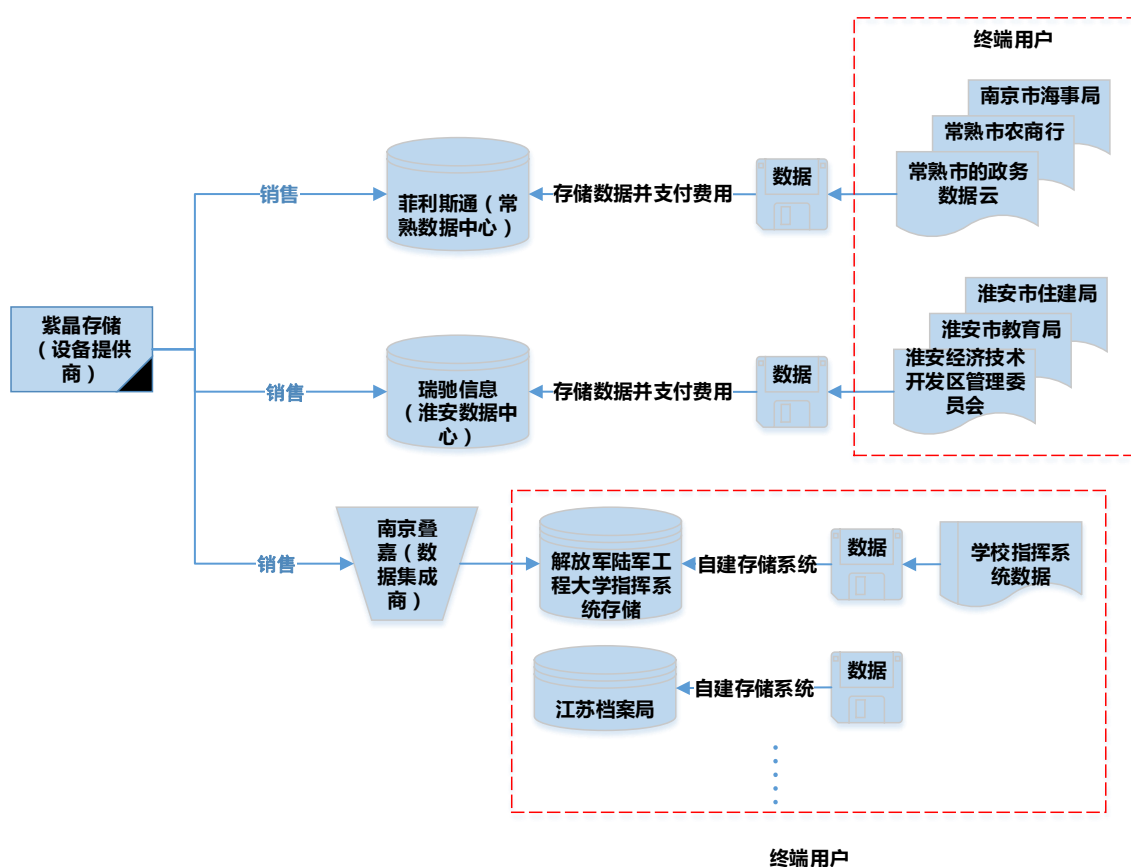 终端用户
南京市海事局
常熟市农商行
常熟市的政务
数据云
数据
存储数据并支付费用
菲利斯通（常
熟数据中心）
销售
淮安市住建局
淮安市教育局
淮安经济技术
开发区管理委
员会
数据
存储数据并支付费用
瑞驰信息
（淮安数据中
心）
销售
紫晶存储
（设备提供
商）
南京叠
嘉（数
据集成
商）
销售
解放军陆军工
程大学指挥系
统存储
自建存储系统
数据
学校指挥系
统数据
江苏档案局
自建存储系统
数据
终端用户